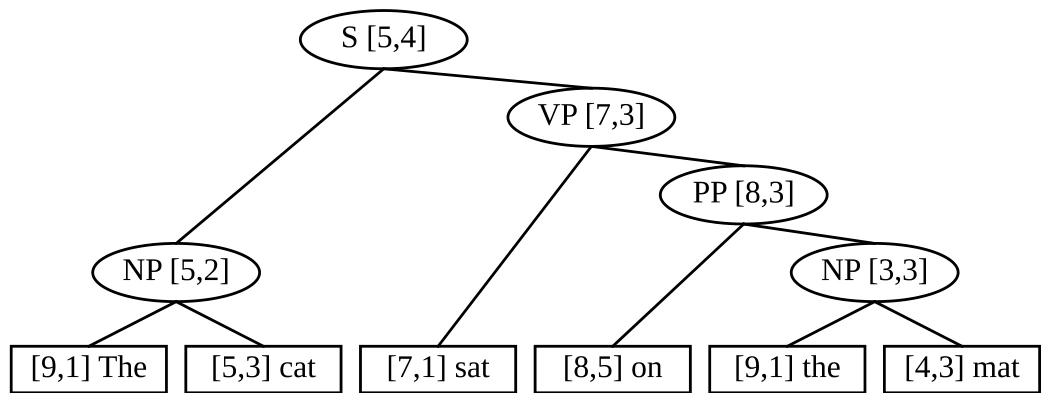 S [5,4]
VP [7,3]
PP [8,3]
NP [5,2]
NP [3,3]
[9,1] The
[5,3] cat
[7,1] sat
[8,5] on
[9,1] the
[4,3] mat